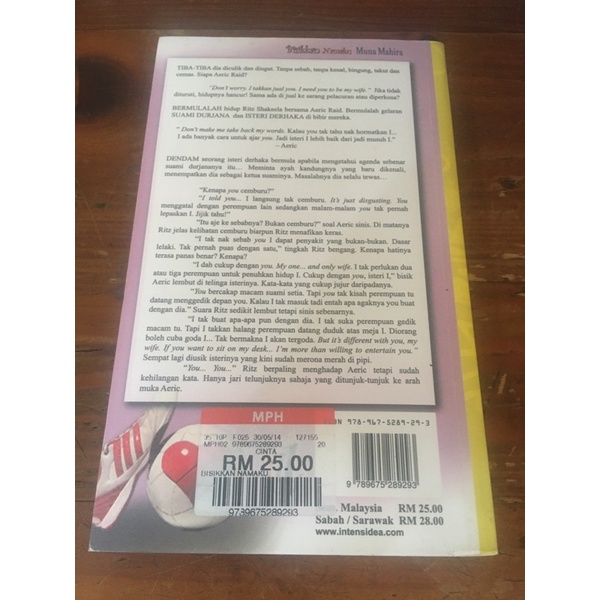 Bisikkan Namaku Muna Mahira
TIBA-TIBA dia diculik dan diugut. Tanpa sebab, tanpa kenal, bingung, takut dan
cemas. Siapa Aeric Raid?
"Don't worry. I takkan jual you. I need you to be my wife." Jika tidak
dituruti, hidupnya hancur! Sama ada di jual ke sarang pelacuran atau diperkosa?
BERMULALAH hidup Ritz Shakeela bersama Aeric Raid. Bermulalah gelaran
SUAMI DURJANA dan ISTERI DERHAKA di bibir mereka.
" Don't make me take back my words. Kalau you tak tahu nak hormatkan I...
I ada banyak cara untuk ajar you. Jadi isteri I lebih baik dari jadi musuh I."
– Aeric
DENDAM seorang isteri derhaka bermula apabila mengetahui agenda sebenar
suami durjananya itu... Meminta ayah kandungnya yang baru dikenali,
menempatkan dia sebagai ketua suaminya. Masalahnya dia selalu tewas...
"Kenapa you cemburu?"
"I told you... I langsung tak cemburu. It's just disgusting. You
menggatal dengan perempuan lain sedangkan malam-malam you tak pernah
lepaskan I. Jijik tahu!"
"Itu aje ke sebabnya? Bukan cemburu?" soal Aeric sinis. Di matanya
Ritz jelas kelihatan cemburu biarpun Ritz menafikan keras.
"I tak nak sebab you I dapat penyakit yang bukan-bukan. Dasar
lelaki. Tak pernah puas dengan satu," tingkah Ritz bengang. Kenapa hatinya
terasa panas benar? Kenapa?
"I dah cukup dengan you. My one... and only wife. I tak perlukan dua
atau tiga perempuan untuk penuhkan hidup I. Cukup dengan you, isteri I," bisik
Aeric lembut di telinga isterinya. Kata-kata yang cukup jujur daripadanya.
"You bercakap macam suami setia. Tapi you tak kisah perempuan tu
datang menggedik depan you. Kalau I tak masuk tadi entah apa agaknya you buat
dengan dia." Suara Ritz sedikit lembut tetapi sinis sebenarnya.
"I tak buat apa-apa pun dengan dia. I tak suka perempuan gedik
macam tu. Tapi I takkan halang perempuan datang duduk atas meja I. Diorang
boleh cuba goda I... Tak bermakna I akan tergoda. But it's different with you, my
wife. If you want to sit on my desk... I'm more than willing to entertain you."
Sempat lagi diusik isterinya yang kini sudah merona merah di pipi.
"You... You..." Ritz berpaling menghadap Aeric tetapi sudah
kehilangan kata. Hanya jari telunjuknya sahaja yang ditunjuk-tunjuk ke arah
muka Aeric.
MPH
F025 30/05/14 127155
MPH02 9789675289293 20
CINTA
RM 25.00
BISIKKAN NAMAKU
9789675289293
978-967-5289-29-3
9 789675 289293
Malaysia RM 25.00
Sabah / Sarawak RM 28.00
www.intensidea.com